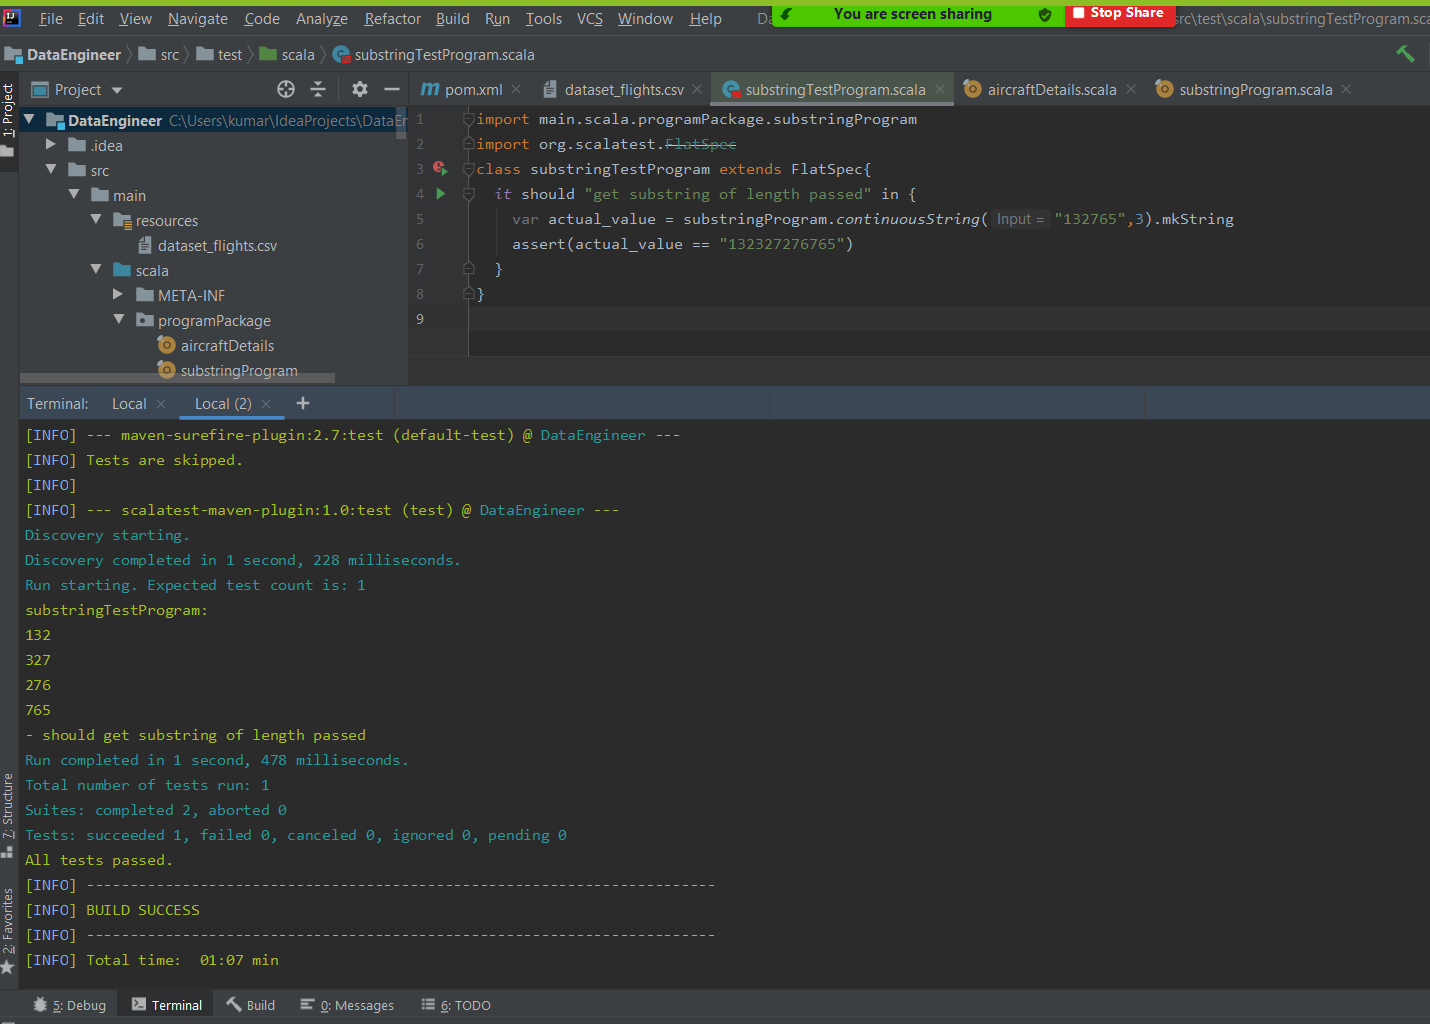 File Edit View Navigate Code Analyze Refactor Build Run Tools VCS Window Help
You are screen sharing
Stop Share
src\test\scala\substringTestProgram.sca
DataEngineer src test scala substringTestProgram.scala
Project
pom.xml dataset_flights.csv substringTestProgram.scala aircraftDetails.scala substringProgram.scala
1: Project
DataEngineer C:\Users\kumar\IdeaProjects\DataEn
.idea
src
main
resources
dataset_flights.csv
scala
META-INF
programPackage
aircraftDetails
substringProgram
1 import main.scala.programPackage.substringProgram
2 import org.scalatest.FlatSpec
3 class substringTestProgram extends FlatSpec{
4 it should "get substring of length passed" in {
5 var actual_value = substringProgram.continuousString( Input = "132765",3).mkString
6 assert(actual_value == "132327276765")
7 }
8 }
9
Terminal: Local Local (2) +
[INFO] --- maven-surefire-plugin:2.7:test (default-test) @ DataEngineer ---
[INFO] Tests are skipped.
[INFO]
[INFO] --- scalatest-maven-plugin:1.0:test (test) @ DataEngineer ---
Discovery starting.
Discovery completed in 1 second, 228 milliseconds.
Run starting. Expected test count is: 1
substringTestProgram:
132
327
276
765
- should get substring of length passed
Run completed in 1 second, 478 milliseconds.
Total number of tests run: 1
Suites: completed 2, aborted 0
Tests: succeeded 1, failed 0, canceled 0, ignored 0, pending 0
All tests passed.
[INFO] ------------------------------------------------------------------------
[INFO] BUILD SUCCESS
[INFO] ------------------------------------------------------------------------
[INFO] Total time:  01:07 min
7: Structure
2: Favorites
5: Debug Terminal Build 0: Messages 6: TODO